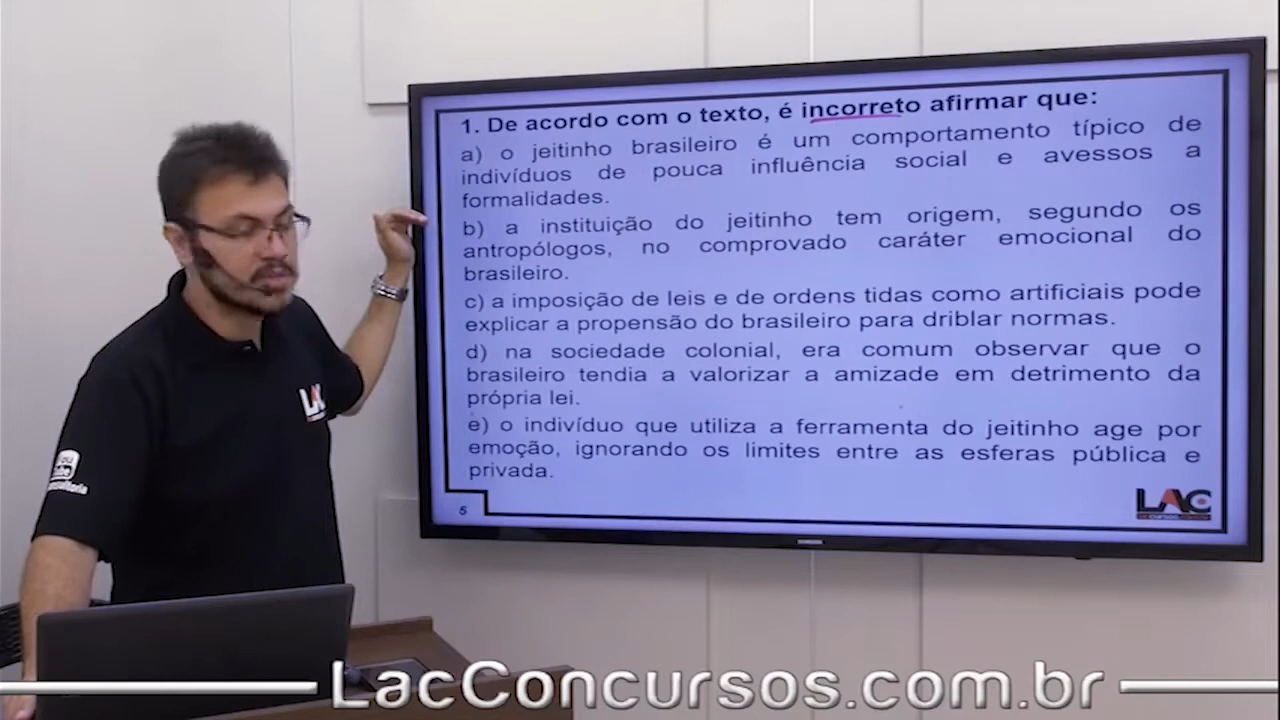 1. De acordo com o texto, é incorreto afirmar que:
a) o jeitinho brasileiro é um comportamento típico de
indivíduos de pouca influência social e avessos a
formalidades.
b) a instituição do jeitinho tem origem, segundo os
antropólogos, no comprovado caráter emocional do
brasileiro.
c) a imposição de leis e de ordens tidas como artificiais pode
explicar a propensão do brasileiro para driblar normas.
d) na sociedade colonial, era comum observar que o
brasileiro tendia a valorizar a amizade em detrimento da
própria lei.
e) o indivíduo que utiliza a ferramenta do jeitinho age por
emoção, ignorando os limites entre as esferas pública e
privada.
5
LAC
LAC
LacConcursos.com.br